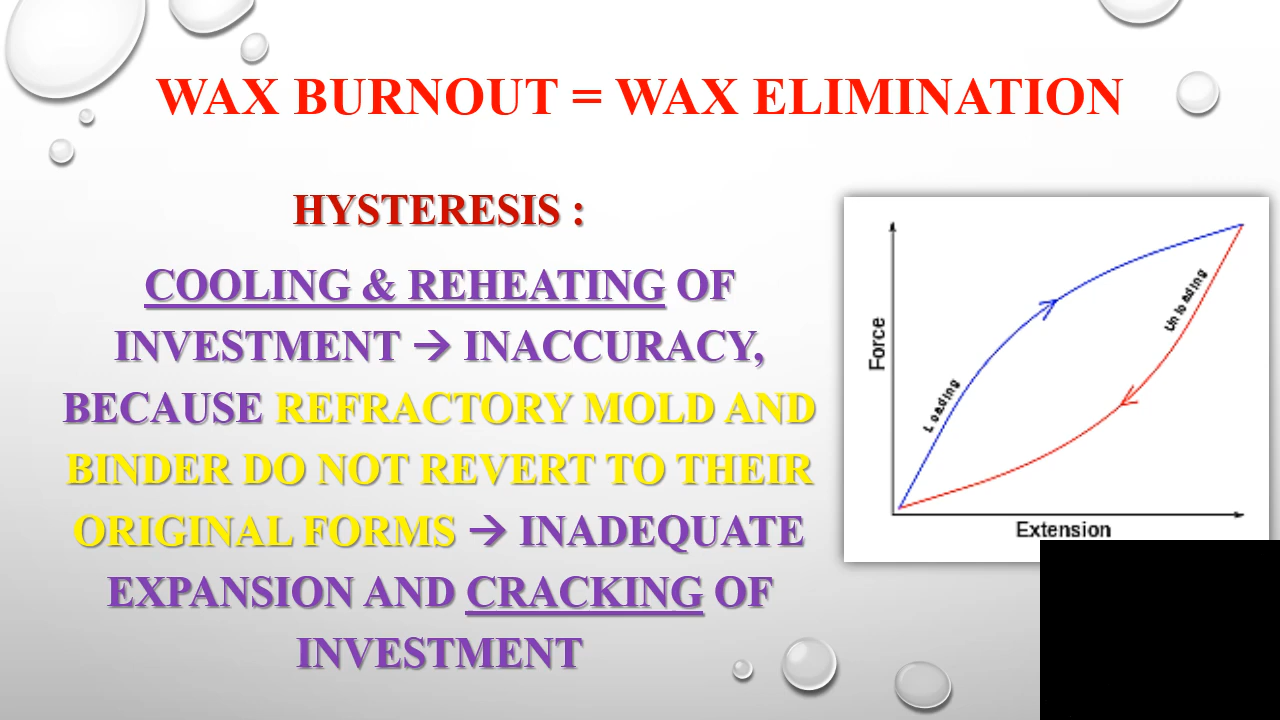 WAX BURNOUT = WAX ELIMINATION
HYSTERESIS :
COOLING & REHEATING OF
INVESTMENT → INACCURACY,
BECAUSE REFRACTORY MOLD AND
BINDER DO NOT REVERT TO THEIR
ORIGINAL FORMS → INADEQUATE
EXPANSION AND CRACKING OF
INVESTMENT
Force
Loading
Unloading
Extension